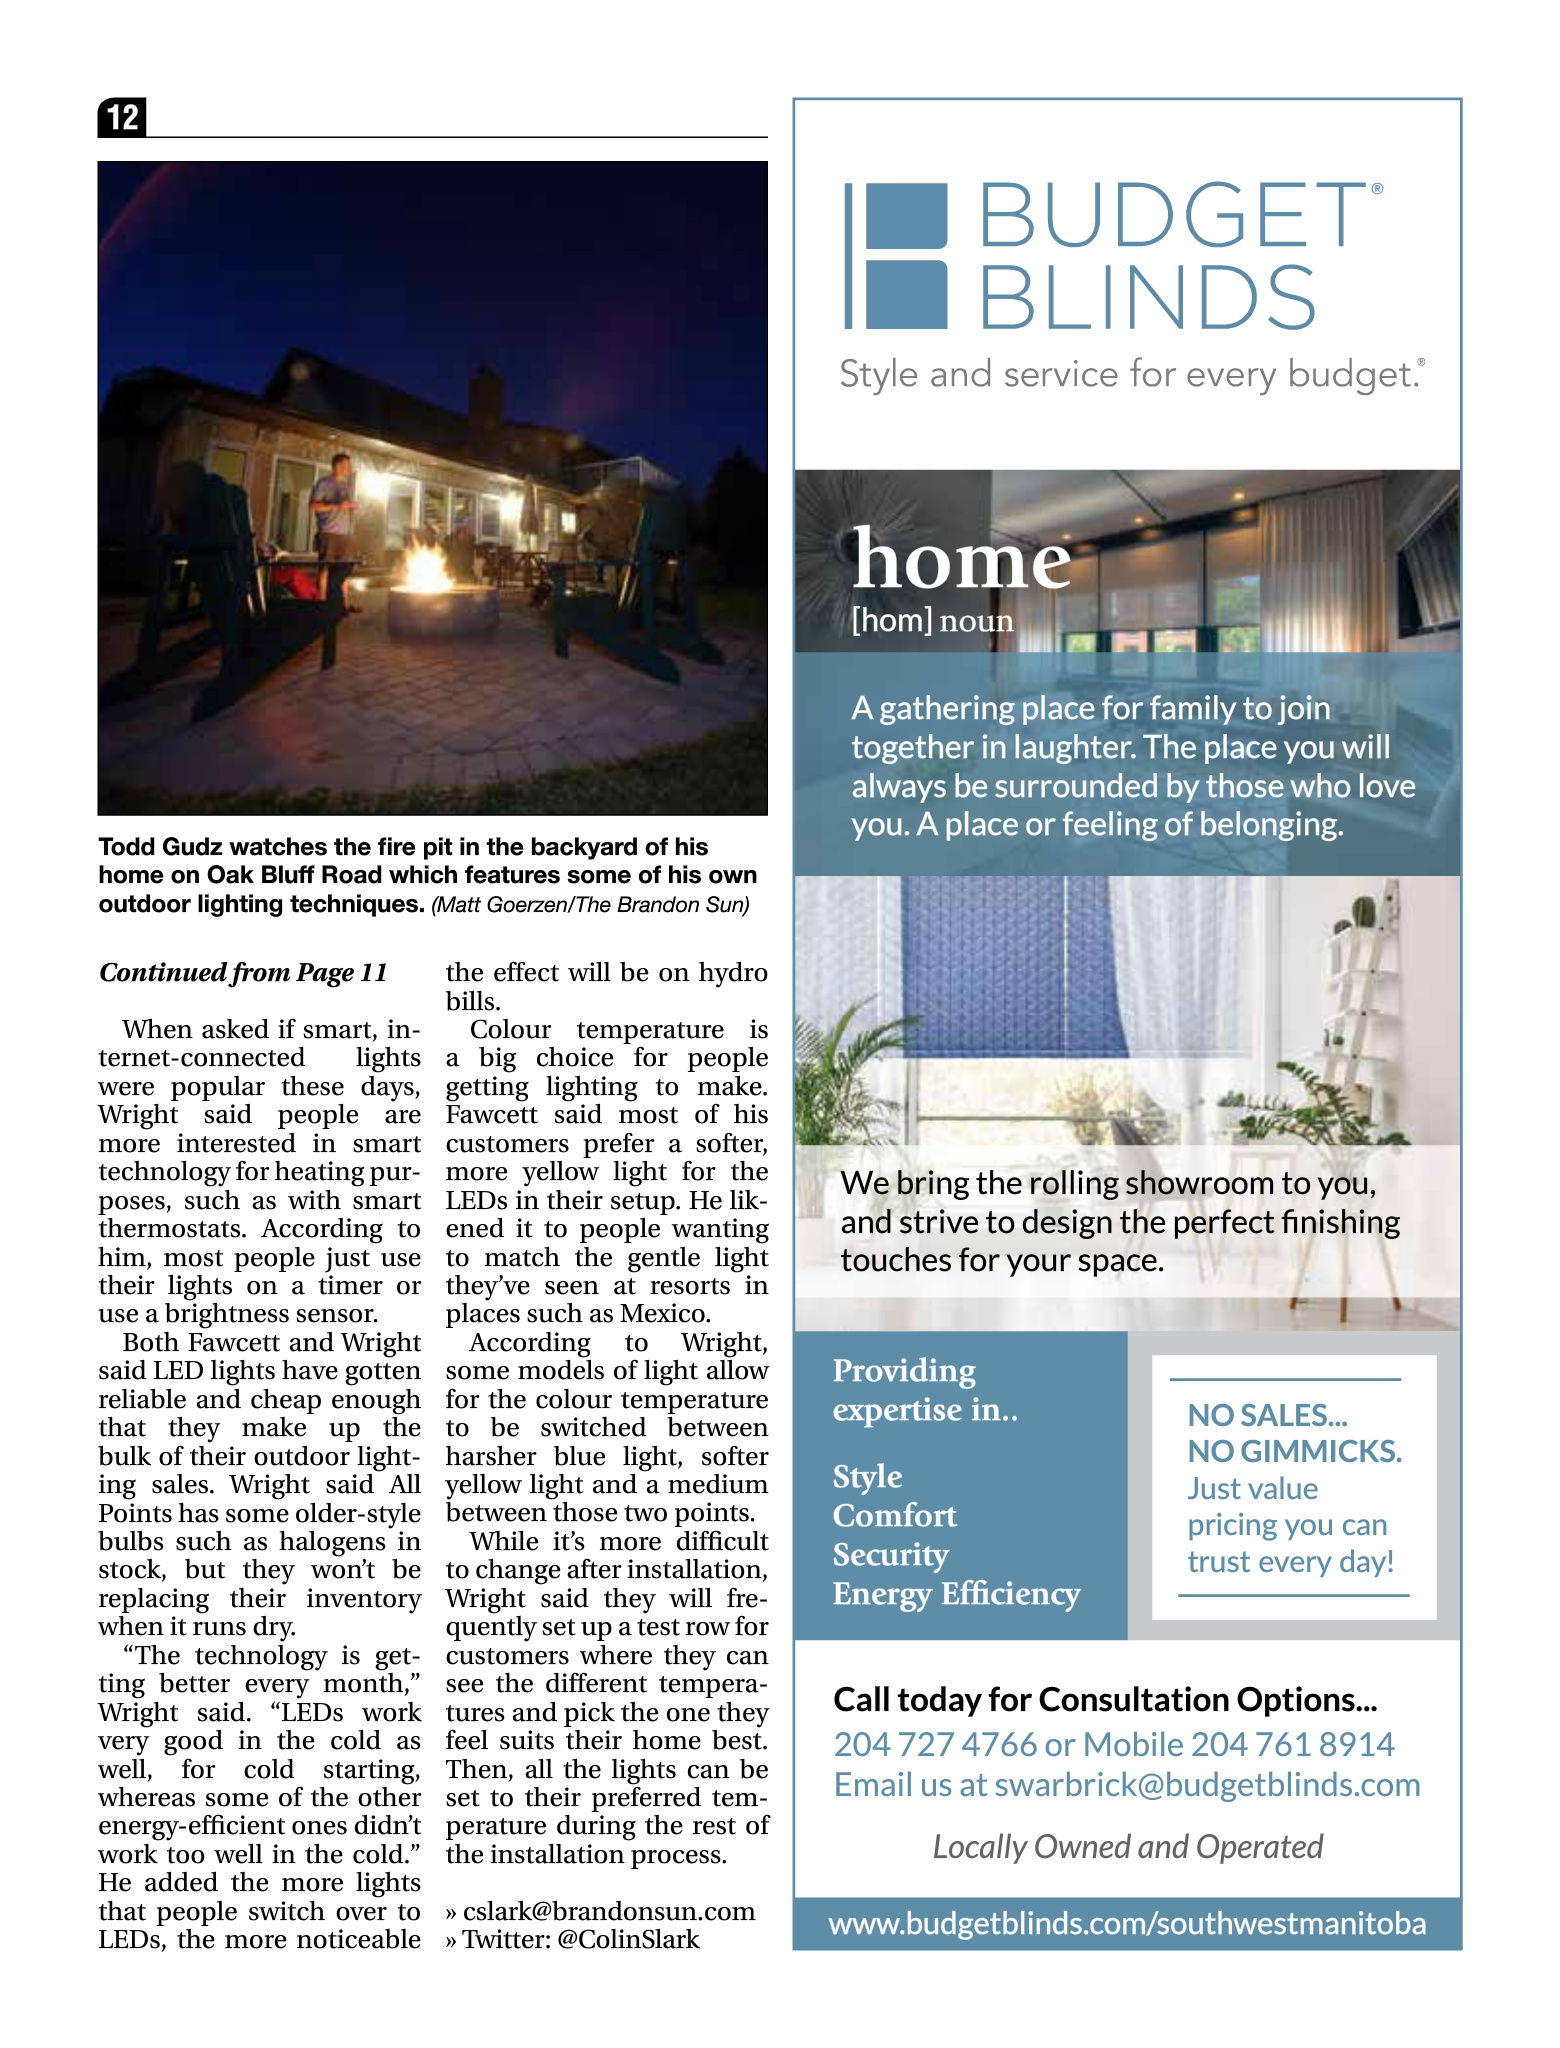 12
Todd Gudz watches the fire pit in the backyard of his
home on Oak Bluff Road which features some of his own
outdoor lighting techniques. (Matt Goerzen/The Brandon Sun)
Continued from Page 11
When asked if smart, in-
ternet-connected lights
were popular these days,
Wright said people are
more interested in smart
technology for heating pur-
poses, such as with smart
thermostats. According to
him, most people just use
their lights on a timer or
use a brightness sensor.
Both Fawcett and Wright
said LED lights have gotten
reliable and cheap enough
that they make up the
bulk of their outdoor light-
ing sales. Wright said All
Points has some older-style
bulbs such as halogens in
stock, but they won't be
replacing their inventory
when it runs dry.
“The technology is get-
ting better every month,”
Wright said. “LEDs work
very good in the cold as
well, for cold starting,
whereas some of the other
energy-efficient ones didn't
work too well in the cold.”
He added the more lights
that people switch over to
LEDs, the more noticeable
the effect will be on hydro
bills.
Colour temperature is
a big choice for people
getting lighting to make.
Fawcett said most of his
customers prefer a softer,
more yellow light for the
LEDs in their setup. He lik-
ened it to people wanting
to match the gentle light
they've seen at resorts in
places such as Mexico.
According to Wright,
some models of light allow
for the colour temperature
to be switched between
harsher blue light, softer
yellow light and a medium
between those two points.
While it's more difficult
to change after installation,
Wright said they will fre-
quently set up a test row for
customers where they can
see the different tempera-
tures and pick the one they
feel suits their home best.
Then, all the lights can be
set to their preferred tem-
perature during the rest of
the installation process.
» cslark@brandonsun.com
» Twitter: @ColinSlark
BUDGET®
BLINDS
Style and service for every budget.®
home
[hom] noun
A gathering place for family to join
together in laughter. The place you will
always be surrounded by those who love
you. A place or feeling of belonging.
We bring the rolling showroom to you,
and strive to design the perfect finishing
touches for your space.
Providing
expertise in..
Style
Comfort
Security
Energy Efficiency
NO SALES...
NO GIMMICKS.
Just value
pricing you can
trust every day!
Call today for Consultation Options...
204 727 4766 or Mobile 204 761 8914
Email us at swarbrick@budgetblinds.com
Locally Owned and Operated
www.budgetblinds.com/southwestmanitoba